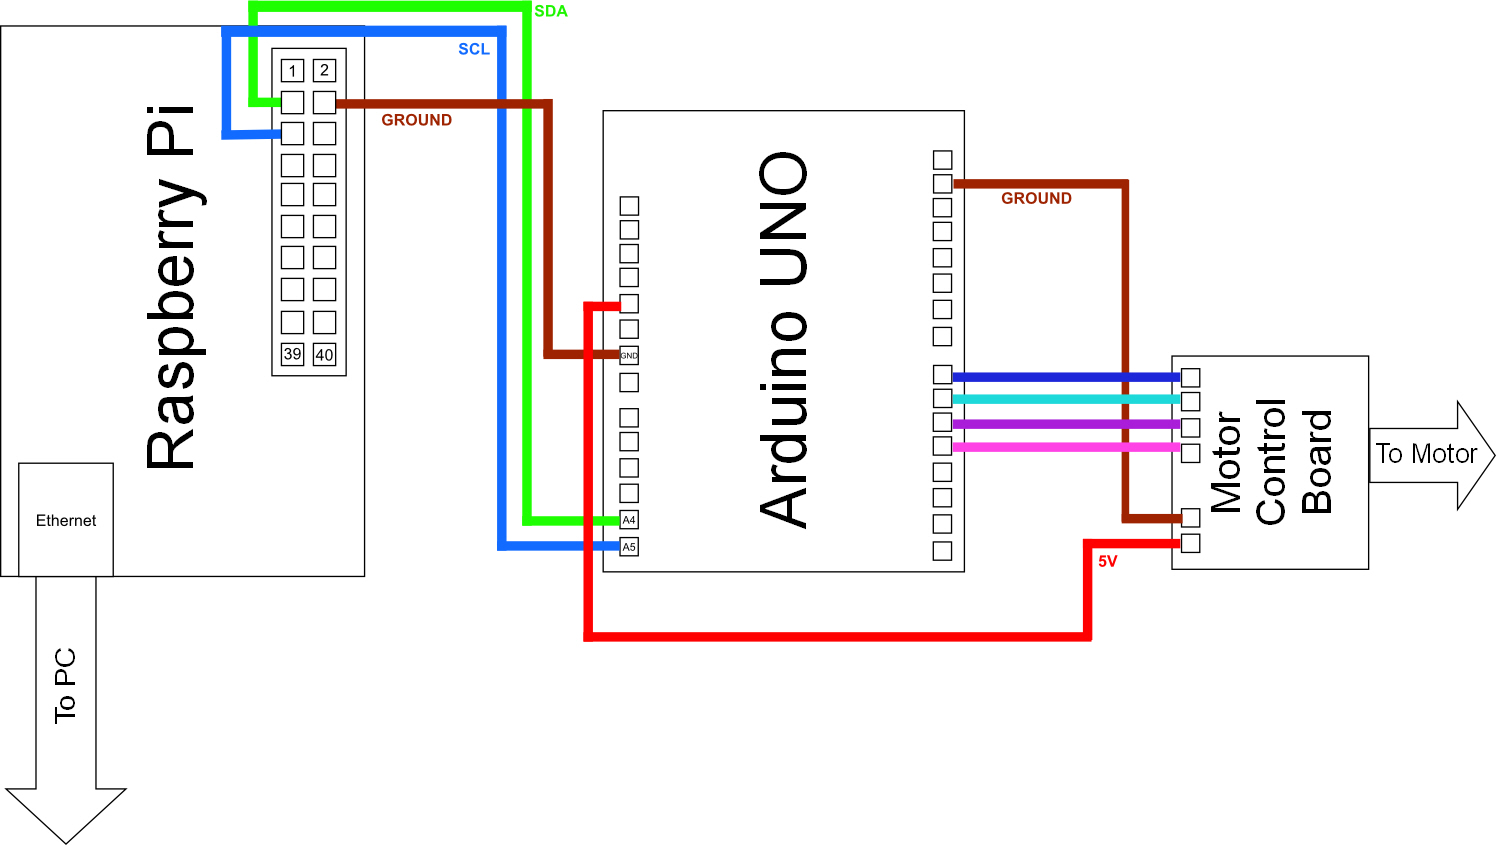 SDA
SCL
1 2
GROUND
Raspberry Pi
39 40
Ethernet
To PC
Arduino UNO
GND
A4
A5
GROUND
Motor
Control
Board
To Motor
5V